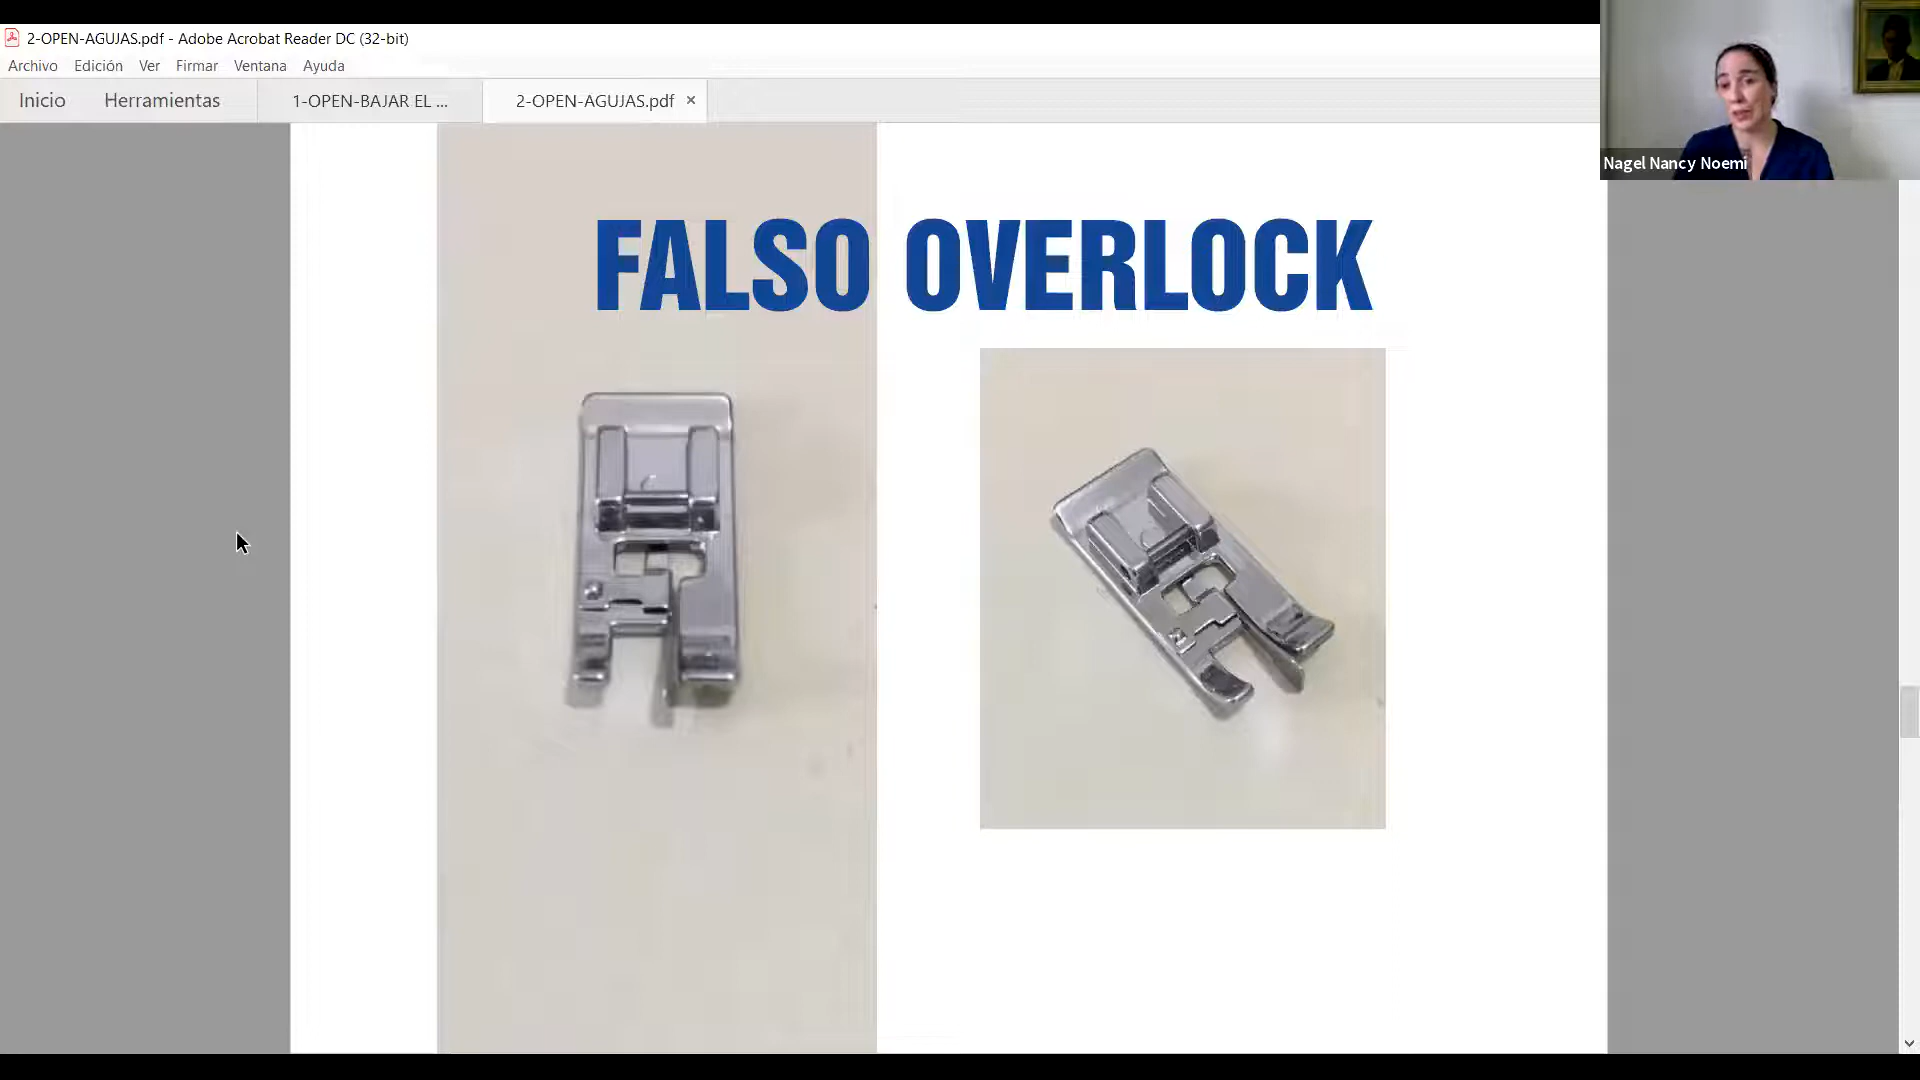 2-OPEN-AGUJAS.pdf - Adobe Acrobat Reader DC (32-bit)
Archivo Edición Ver Firmar Ventana Ayuda
Inicio Herramientas 1-OPEN-BAJAR EL ... 2-OPEN-AGUJAS.pdf ×
Nagel Nancy Noemi
FALSO OVERLOCK